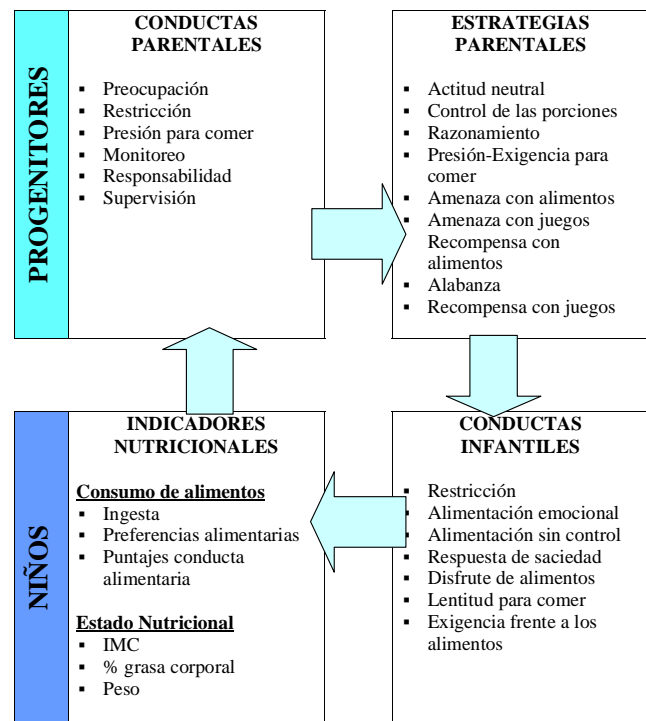 PROGENITORES
CONDUCTAS
PARENTALES
▪ Preocupación
▪ Restricción
▪ Presión para comer
▪ Monitoreo
▪ Responsabilidad
▪ Supervisión
ESTRATEGIAS
PARENTALES
▪ Actitud neutral
▪ Control de las porciones
▪ Razonamiento
▪ Presión-Exigencia para
comer
▪ Amenaza con alimentos
▪ Amenaza con juegos
Recompensa con
alimentos
▪ Alabanza
▪ Recompensa con juegos
NIÑOS
INDICADORES
NUTRICIONALES
Consumo de alimentos
▪ Ingesta
▪ Preferencias alimentarias
▪ Puntajes conducta
alimentaria
Estado Nutricional
▪ IMC
▪ % grasa corporal
▪ Peso
CONDUCTAS
INFANTILES
▪ Restricción
▪ Alimentación emocional
▪ Alimentación sin control
▪ Respuesta de saciedad
▪ Disfrute de alimentos
▪ Lentitud para comer
▪ Exigencia frente a los
alimentos